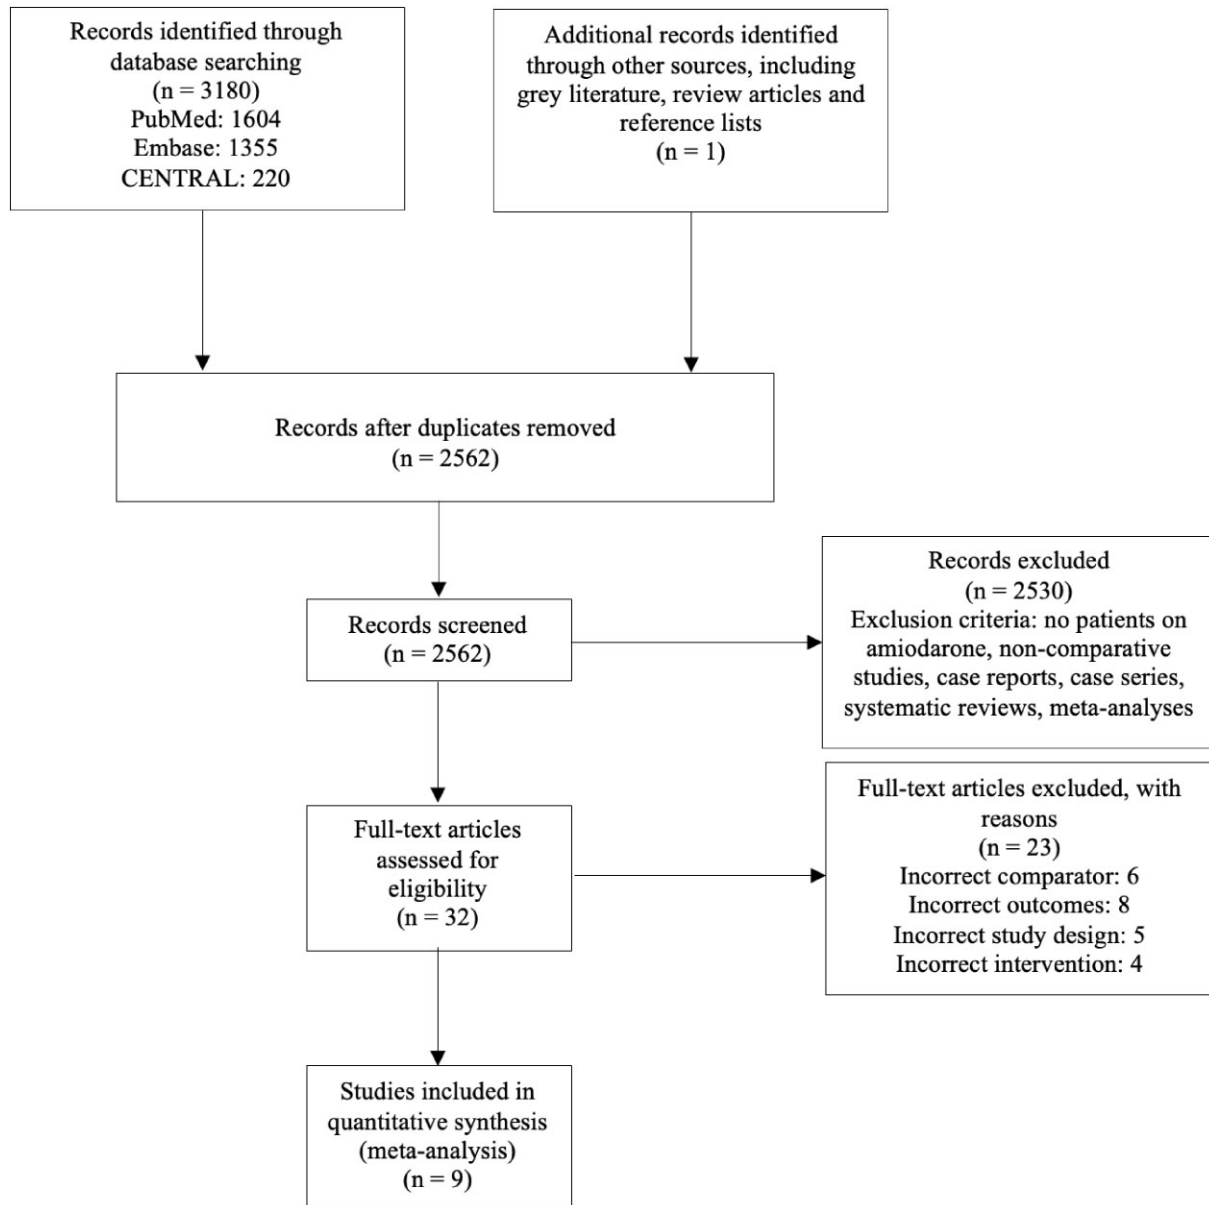 Records identified through
database searching
(n = 3180)
PubMed: 1604
Embase: 1355
CENTRAL: 220
Additional records identified
through other sources, including
grey literature, review articles and
reference lists
(n = 1)
Records after duplicates removed
(n = 2562)
Records screened
(n = 2562)
Records excluded
(n = 2530)
Exclusion criteria: no patients on
amiodarone, non-comparative
studies, case reports, case series,
systematic reviews, meta-analyses
Full-text articles
assessed for
eligibility
(n = 32)
Full-text articles excluded, with
reasons
(n = 23)
Incorrect comparator: 6
Incorrect outcomes: 8
Incorrect study design: 5
Incorrect intervention: 4
Studies included in
quantitative synthesis
(meta-analysis)
(n = 9)